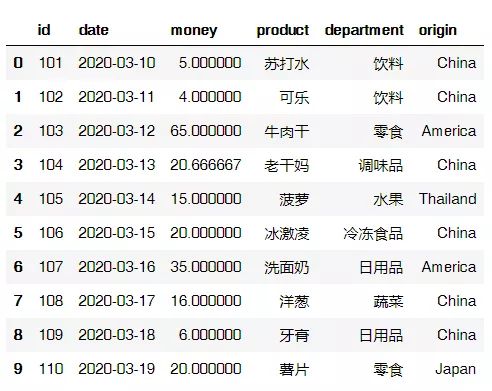 id date money product department origin
0 101 2020-03-10 5.000000 苏打水 饮料 China
1 102 2020-03-11 4.000000 可乐 饮料 China
2 103 2020-03-12 65.000000 牛肉干 零食 America
3 104 2020-03-13 20.666667 老干妈 调味品 China
4 105 2020-03-14 15.000000 菠萝 水果 Thailand
5 106 2020-03-15 20.000000 冰激凌 冷冻食品 China
6 107 2020-03-16 35.000000 洗面奶 日用品 America
7 108 2020-03-17 16.000000 洋葱 蔬菜 China
8 109 2020-03-18 6.000000 牙膏 日用品 China
9 110 2020-03-19 20.000000 薯片 零食 Japan